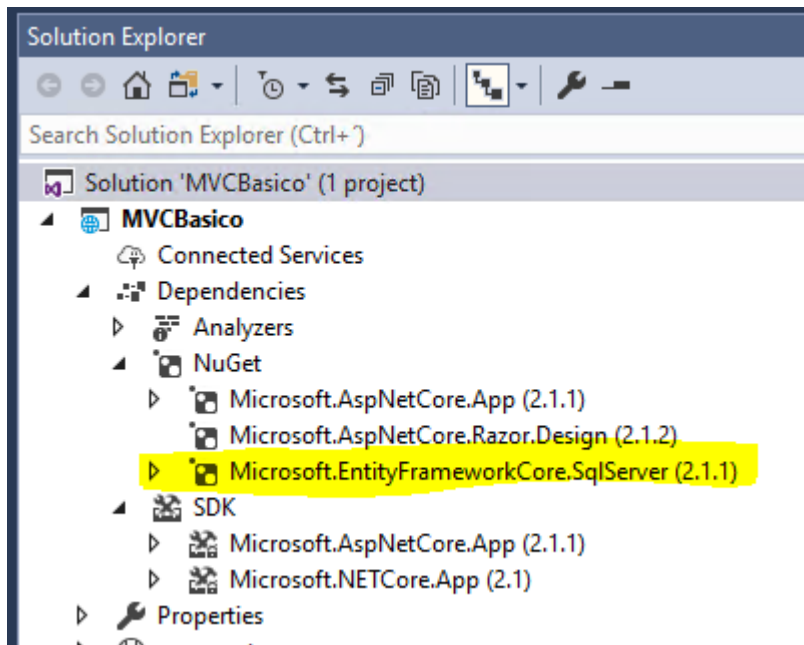 Solution Explorer
Search Solution Explorer (Ctrl+´)
Solution 'MVCBasico' (1 project)
MVCBasico
Connected Services
Dependencies
Analyzers
NuGet
Microsoft.AspNetCore.App (2.1.1)
Microsoft.AspNetCore.Razor.Design (2.1.2)
Microsoft.EntityFrameworkCore.SqlServer (2.1.1)
SDK
Microsoft.AspNetCore.App (2.1.1)
Microsoft.NETCore.App (2.1)
Properties